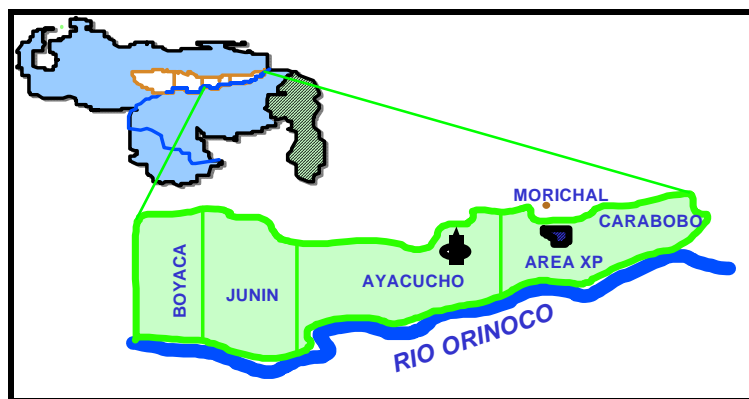 MORICHAL
CARABOBO
BOYACA
JUNIN
AYACUCHO
AREA XP
RIO ORINOCO